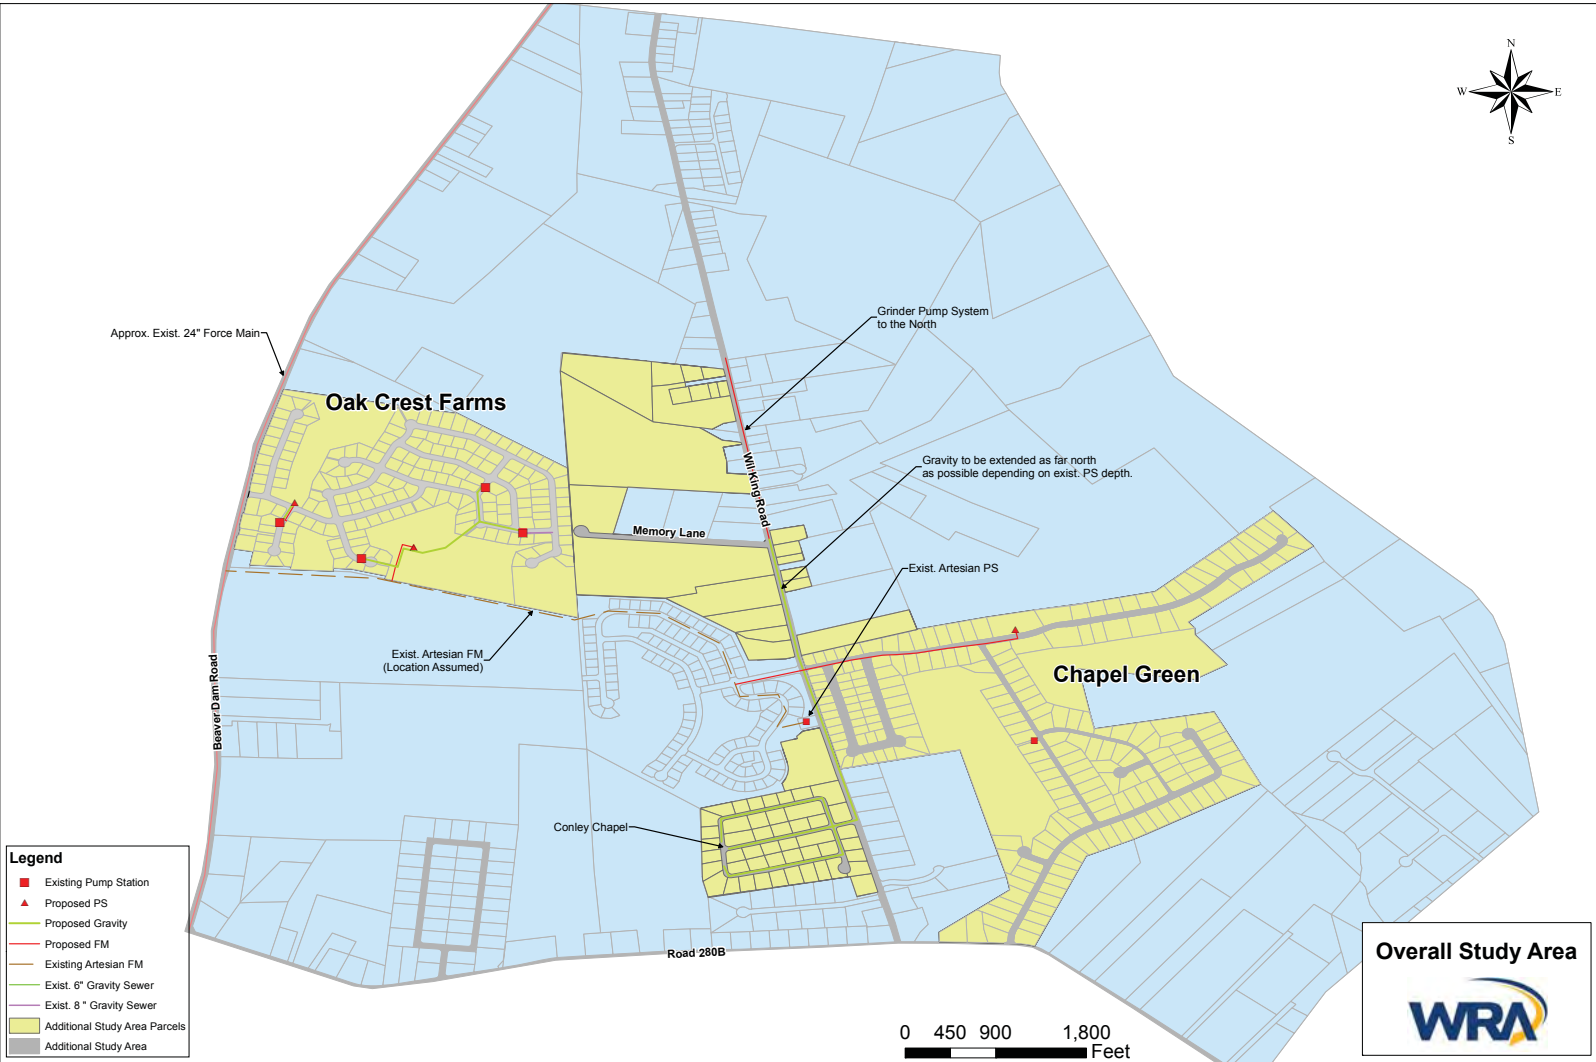 N
W
E
S
Grinder Pump System
to the North
Approx. Exist. 24" Force Main
Oak Crest Farms
Wil King Road
Gravity to be extended as far north
as possible depending on exist. PS depth.
Memory Lane
Exist. Artesian PS
Exist. Artesian FM
(Location Assumed)
Chapel Green
Beaver Dam Road
Conley Chapel
Road 280B
Legend
Existing Pump Station
Proposed PS
Proposed Gravity
Proposed FM
Existing Artesian FM
Exist. 6" Gravity Sewer
Exist. 8 " Gravity Sewer
Additional Study Area Parcels
Additional Study Area
0 450 900 1,800
Feet
Overall Study Area
WRA